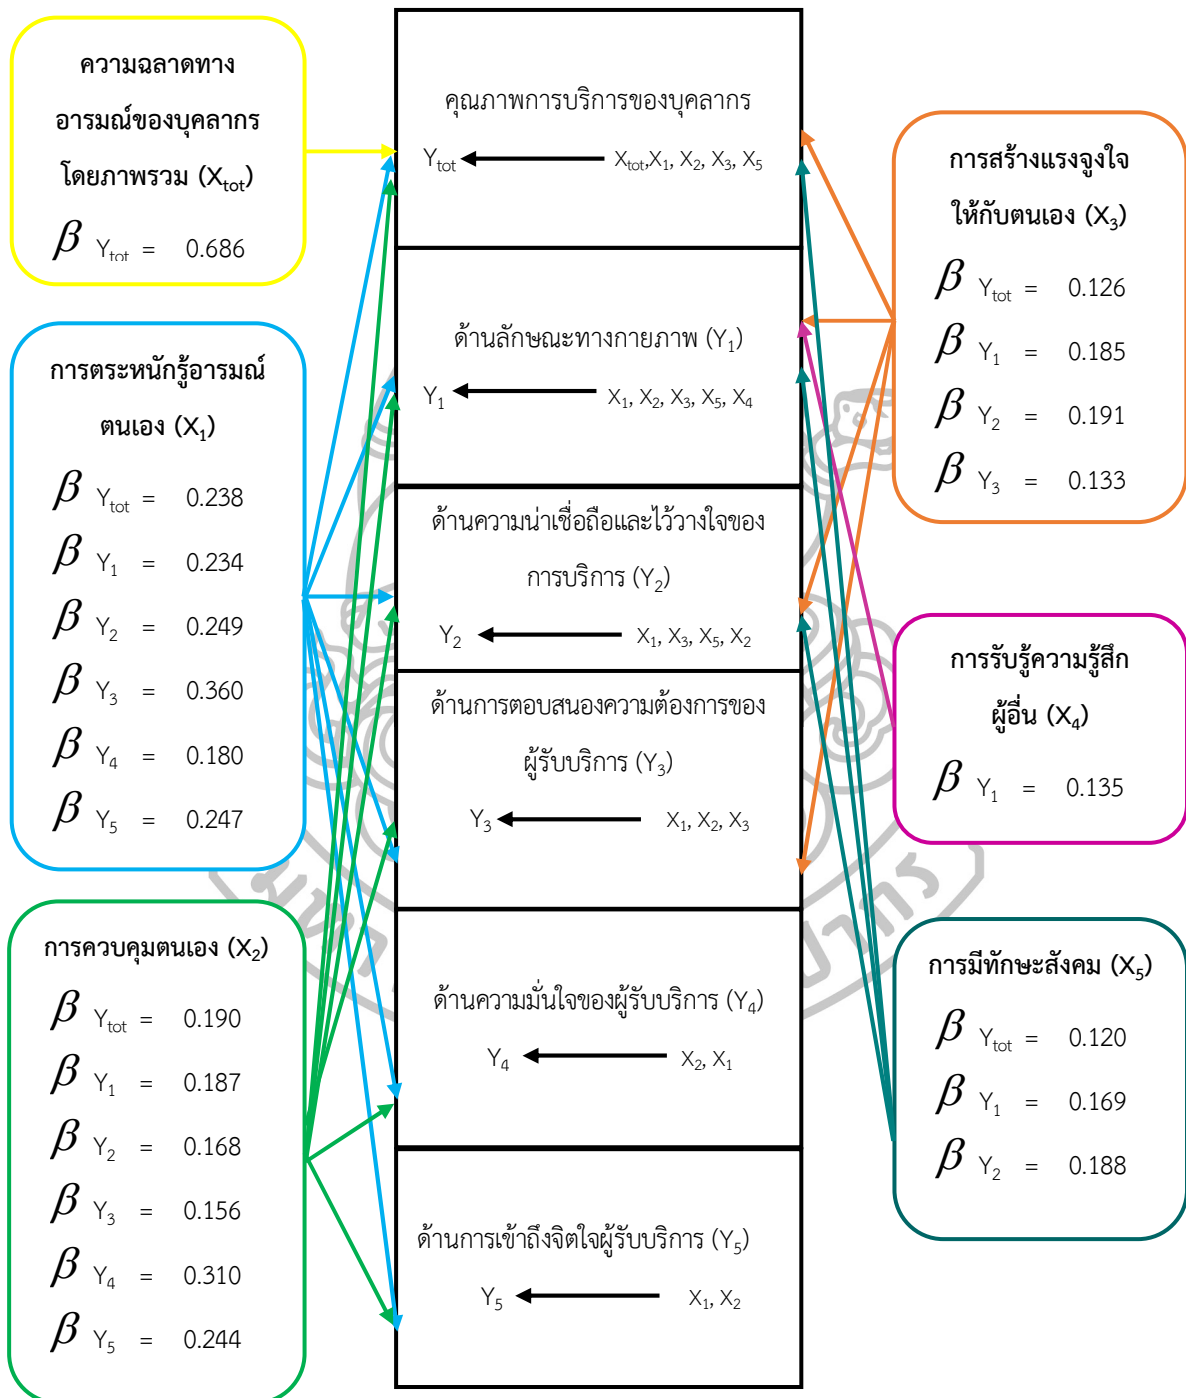 ความฉลาดทาง
อารมณ์ของบุคลากร
โดยภาพรวม (Xtot)
β Ytot = 0.686
การตระหนักรู้อารมณ์
ตนเอง (X1)
β Ytot = 0.238
β Y1 = 0.234
β Y2 = 0.249
β Y3 = 0.360
β Y4 = 0.180
β Y5 = 0.247
การควบคุมตนเอง (X2)
β Ytot = 0.190
β Y1 = 0.187
β Y2 = 0.168
β Y3 = 0.156
β Y4 = 0.310
β Y5 = 0.244
คุณภาพการบริการของบุคลากร
Ytot Xtot,X1, X2, X3, X5
ด้านลักษณะทางกายภาพ (Y1)
Y1 X1, X2, X3, X5, X4
ด้านความน่าเชื่อถือและไว้วางใจของ
การบริการ (Y2)
Y2 X1, X3, X5, X2
ด้านการตอบสนองความต้องการของ
ผู้รับบริการ (Y3)
Y3 X1, X2, X3
ด้านความมั่นใจของผู้รับบริการ (Y4)
Y4 X2, X1
ด้านการเข้าถึงจิตใจผู้รับบริการ (Y5)
Y5 X1, X2
การสร้างแรงจูงใจ
ให้กับตนเอง (X3)
β Ytot = 0.126
β Y1 = 0.185
β Y2 = 0.191
β Y3 = 0.133
การรับรู้ความรู้สึก
ผู้อื่น (X4)
β Y1 = 0.135
การมีทักษะสังคม (X5)
β Ytot = 0.120
β Y1 = 0.169
β Y2 = 0.188